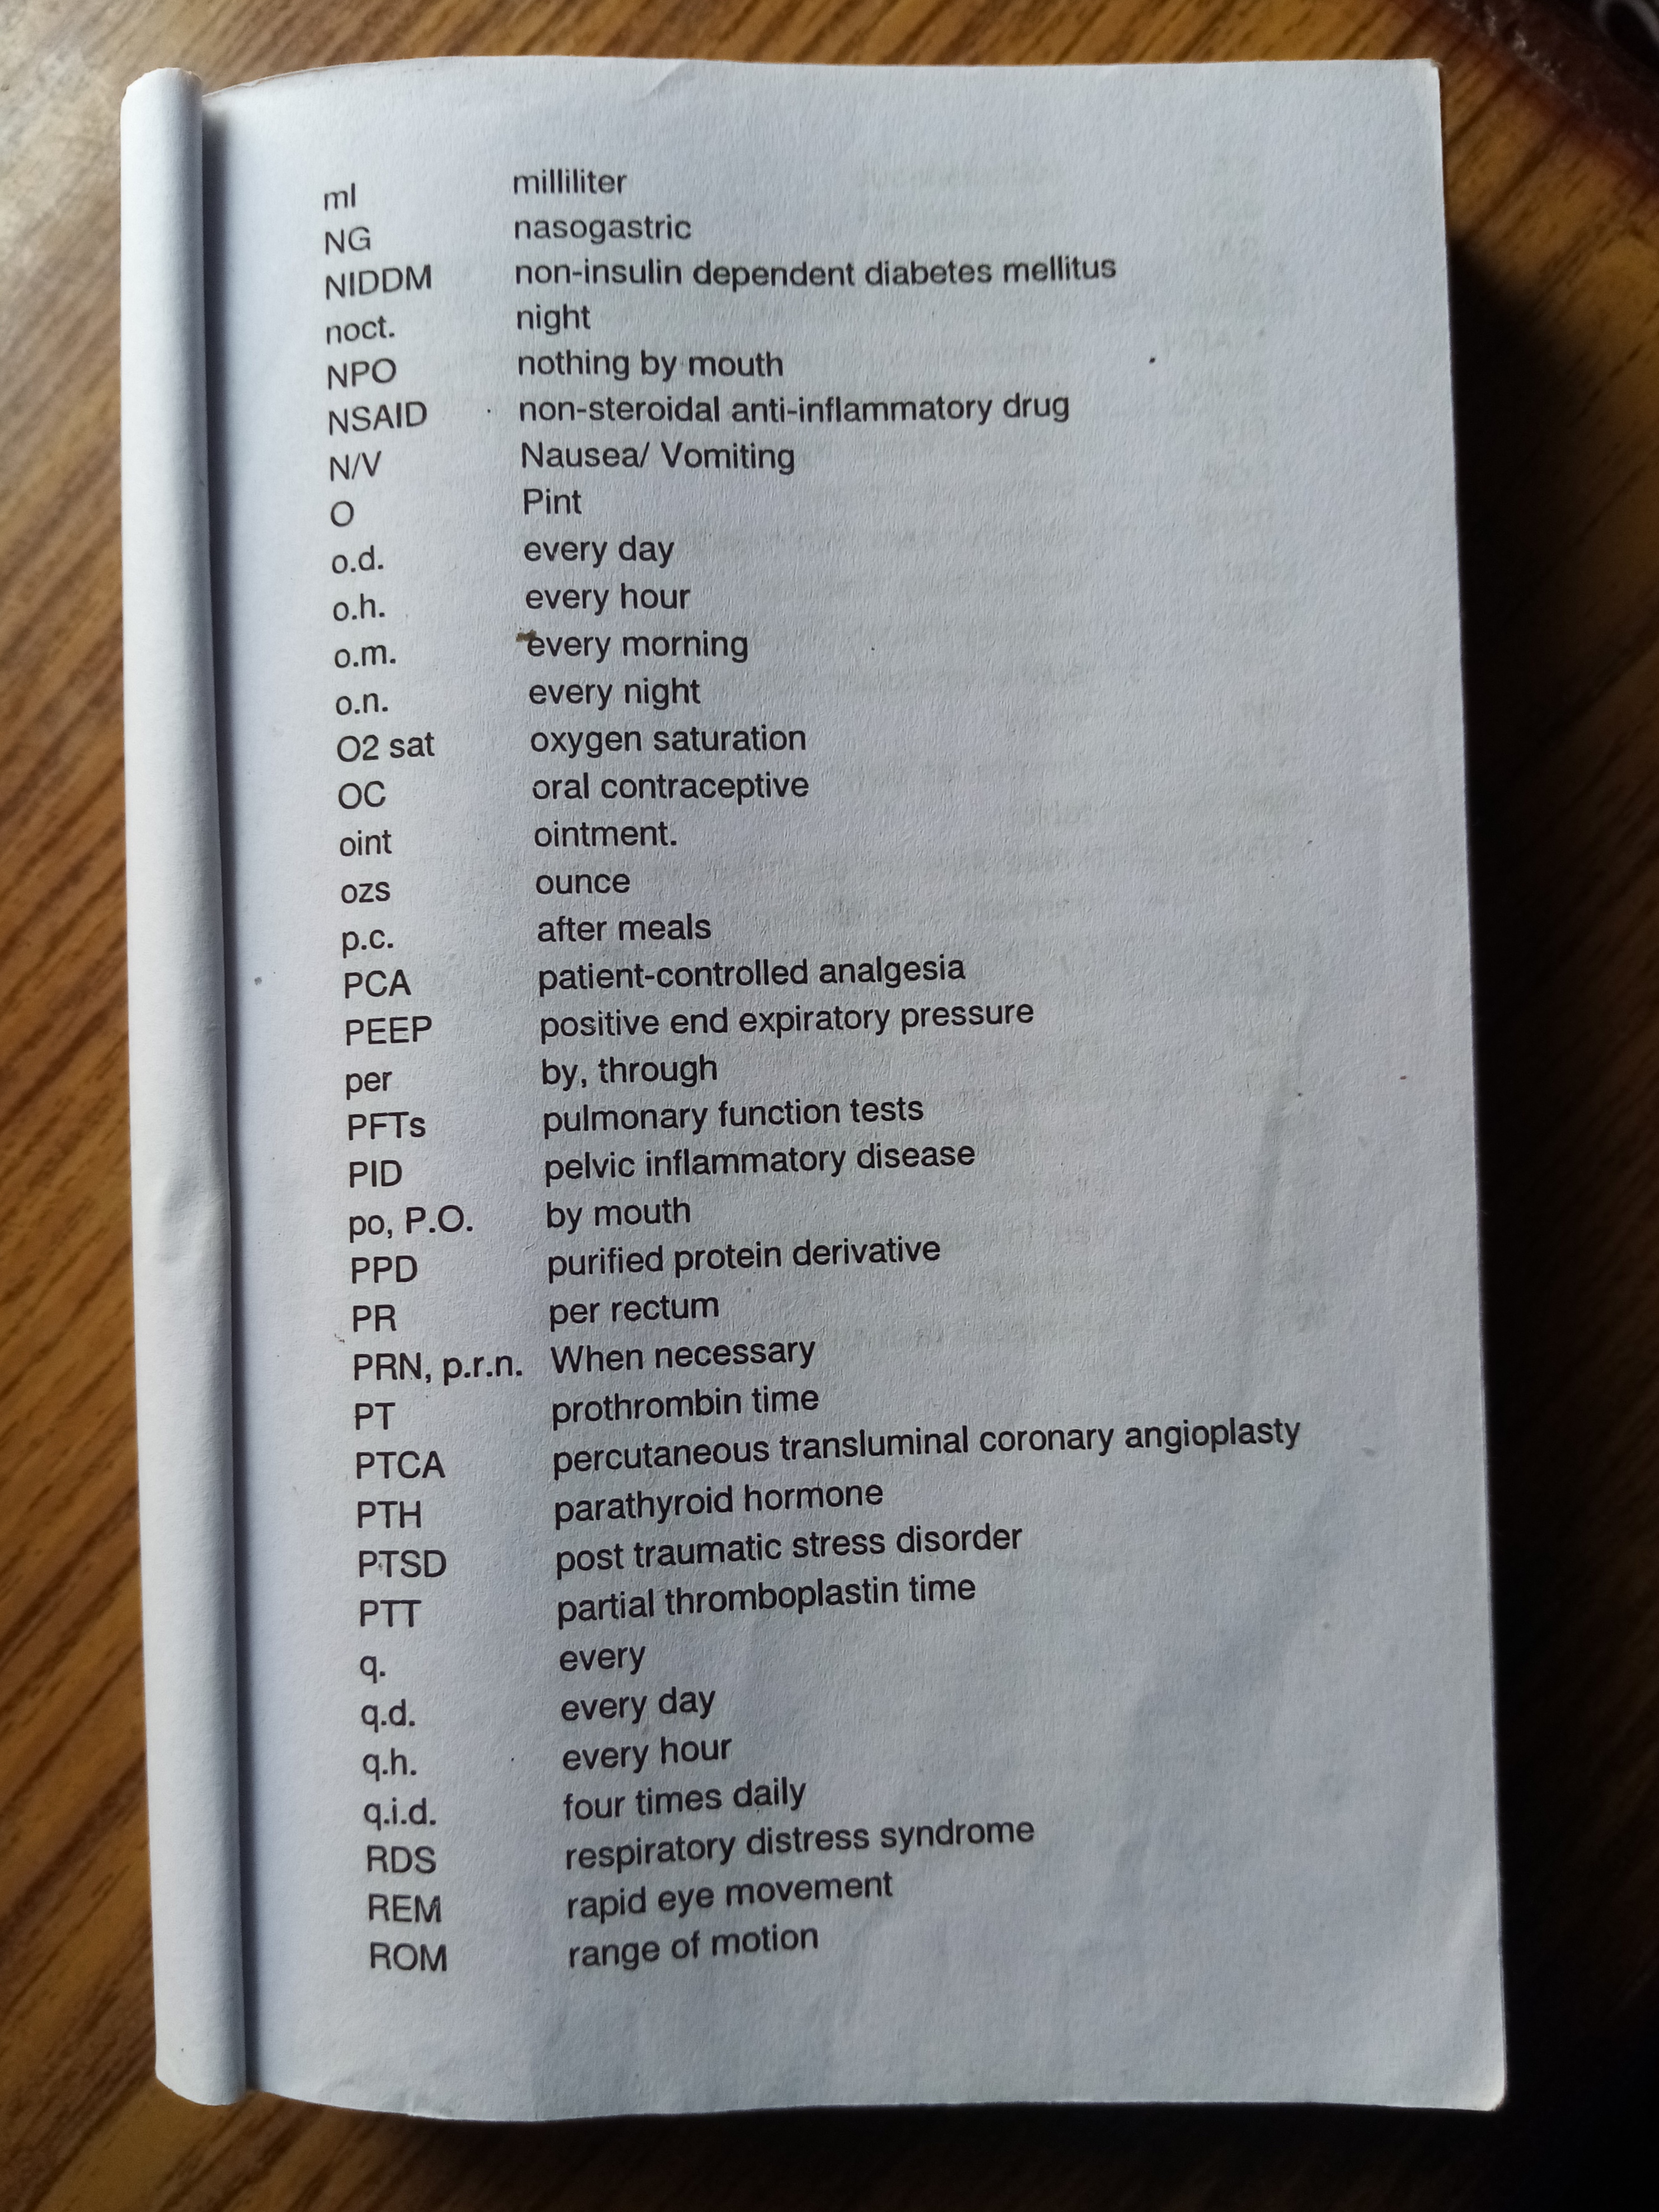 ml milliliter
NG nasogastric
NIDDM non-insulin dependent diabetes mellitus
noct. night
NPO nothing by mouth
NSAID non-steroidal anti-inflammatory drug
N/V Nausea/ Vomiting
O Pint
o.d. every day
o.h. every hour
o.m. every morning
o.n. every night
O2 sat oxygen saturation
OC oral contraceptive
oint ointment.
ozs ounce
p.c. after meals
PCA patient-controlled analgesia
PEEP positive end expiratory pressure
per by, through
PFTs pulmonary function tests
PID pelvic inflammatory disease
po, P.O. by mouth
PPD purified protein derivative
PR per rectum
PRN, p.r.n. When necessary
PT prothrombin time
PTCA percutaneous transluminal coronary angioplasty
PTH parathyroid hormone
PTSD post traumatic stress disorder
PTT partial thromboplastin time
q. every
q.d. every day
q.h. every hour
q.i.d. four times daily
RDS respiratory distress syndrome
REM rapid eye movement
ROM range of motion